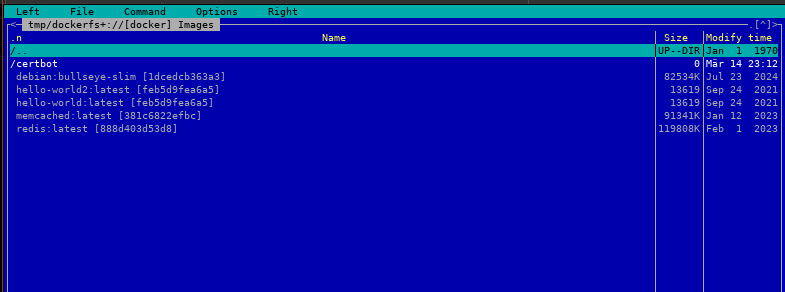 Left File Command Options Right
<- tmp/dockerfs+://[docker] Images .[^]>
.n Name Size Modify time
/.. UP--DIR Jan 1 1970
/certbot 0 Mär 14 23:12
debian:bullseye-slim [1dcedcb363a3] 82534K Jul 23 2024
hello-world2:latest [feb5d9fea6a5] 13619 Sep 24 2021
hello-world:latest [feb5d9fea6a5] 13619 Sep 24 2021
memcached:latest [381c6822efbc] 91341K Jan 12 2023
redis:latest [888d403d53d8] 119808K Feb 1 2023